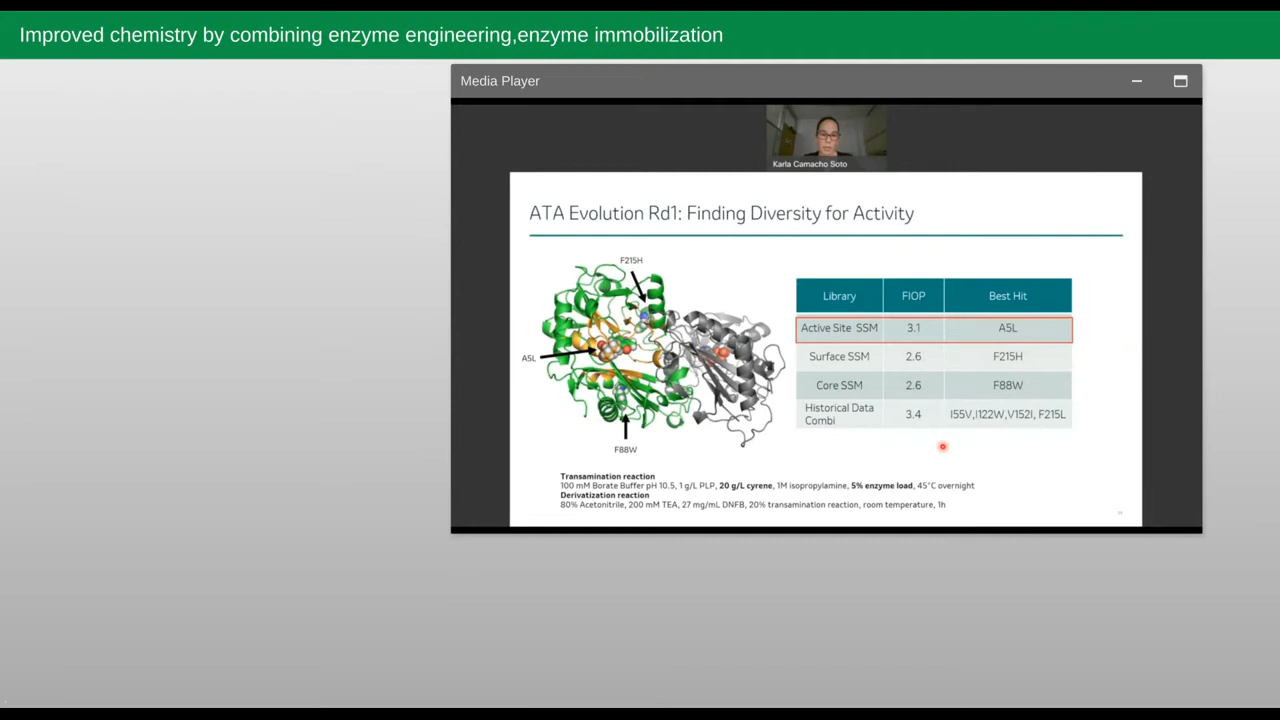 Improved chemistry by combining enzyme engineering,enzyme immobilization
Media Player
Karla Camacho Soto
ATA Evolution Rd1: Finding Diversity for Activity
F215H
A5L
F88W
Library FIOP Best Hit
Active Site SSM 3.1 A5L
Surface SSM 2.6 F215H
Core SSM 2.6 F88W
Historical Data
Combi 3.4 I55V,I122W,V152I, F215L
Transamination reaction
100 mM Borate Buffer pH 10.5, 1 g/L PLP, 20 g/L cyrene, 1M isopropylamine, 5% enzyme load, 45°C overnight
Derivatization reaction
80% Acetonitrile, 200 mM TEA, 27 mg/mL DNFB, 20% transamination reaction, room temperature, 1h